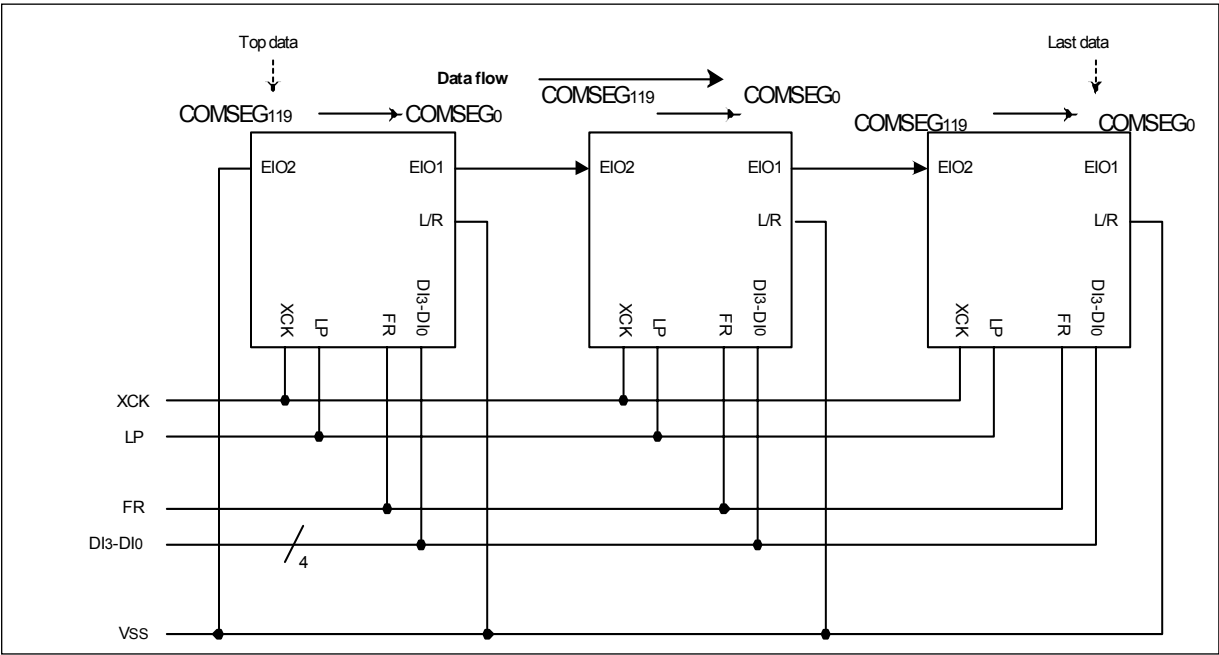 Top data
Last data
Data flow
COMSEG119
COMSEG0
COMSEG119
COMSEG0
COMSEG119
COMSEG0
EIO2
EIO1
L/R
XCK
LP
FR
DI3-DI0
EIO2
EIO1
L/R
XCK
LP
FR
DI3-DI0
EIO2
EIO1
L/R
XCK
LP
FR
DI3-DI0
XCK
LP
FR
DI3-DI0
4
VSS